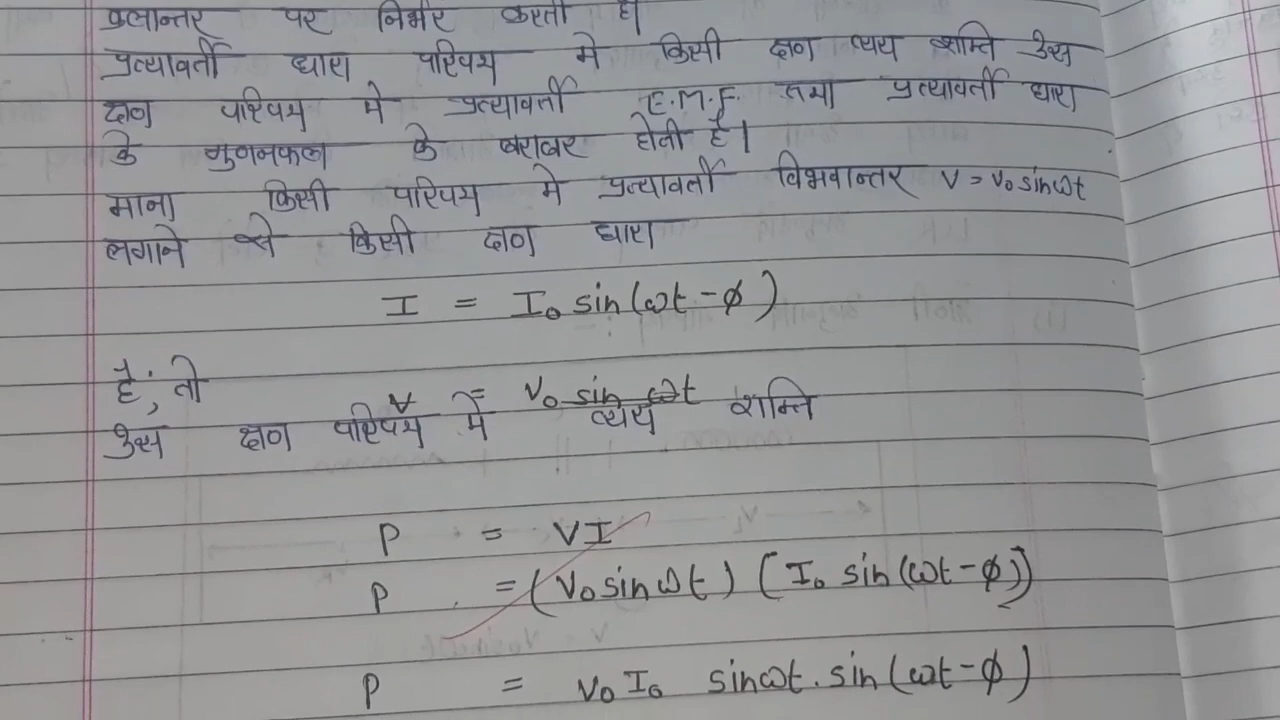 कलान्तर पर निर्भर करती है।
प्रत्यावर्ती धारा परिपथ मे किसी क्षण व्यय शक्ति उस
क्षण परिपथ मे प्रत्यावर्ती E.M.F. तथा प्रत्यावर्ती धारा
के गुणनफल के बराबर होती है।
माना किसी परिपथ मे प्रत्यावर्ती विभवान्तर V = V₀ sinωt
लगाने से किसी क्षण धारा
I = I₀ sin(ωt - ϕ)
है; तो
V = V₀ sin ωt
उस क्षण परिपथ में व्यय शक्ति
P = VI
P = (V₀ sin ωt) (I₀ sin(ωt - ϕ))
P = V₀ I₀ sinωt . sin(ωt - ϕ)